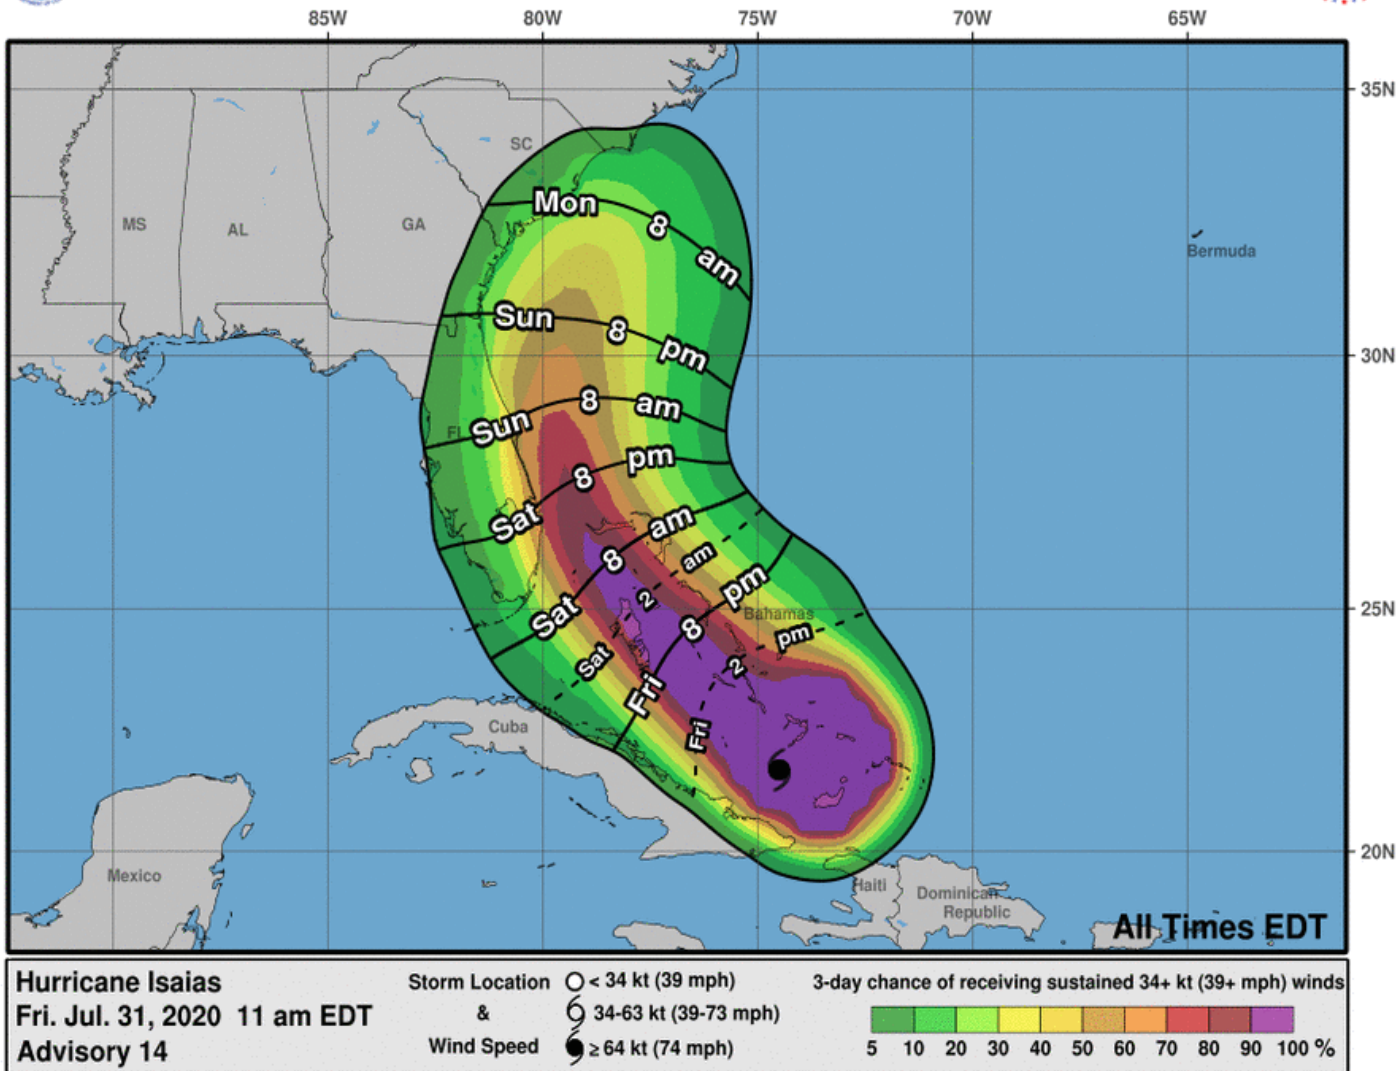 85W 80W 75W 70W 65W
35N
SC
Mon 8 am
MS AL GA
Bermuda
Sun 8 pm
30N
Sun 8 am
FL
8 pm
Sat
8 am
2 am
8 pm
Bahamas
25N
Sat
2 pm
Sat
Fri
Fri
Cuba
20N
Mexico
Haiti
Dominican
Republic
All Times EDT
Hurricane Isaias
Fri. Jul. 31, 2020 11 am EDT
Advisory 14
Storm Location
&
Wind Speed
< 34 kt (39 mph)
34-63 kt (39-73 mph)
≥ 64 kt (74 mph)
3-day chance of receiving sustained 34+ kt (39+ mph) winds
5 10 20 30 40 50 60 70 80 90 100 %